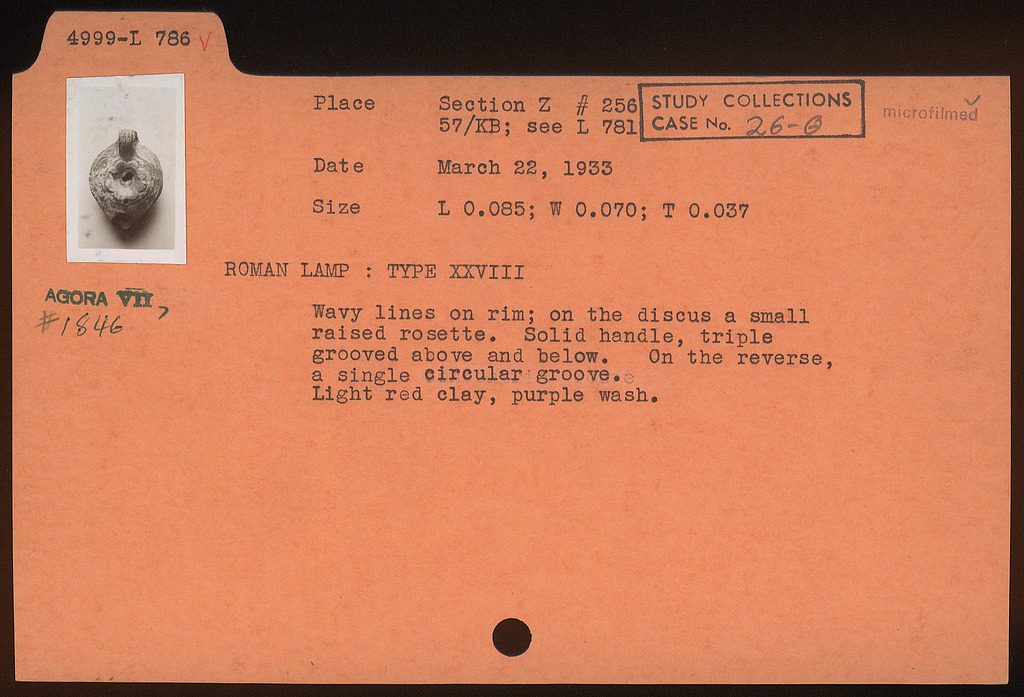 4999-L 786 V
Place Section Z # 256
57/KB; see L 781
STUDY COLLECTIONS
CASE No. 26-B
microfilmed ✓
Date March 22, 1933
Size L 0.085; W 0.070; T 0.037
ROMAN LAMP : TYPE XXVIII
AGORA VII,
#1846
Wavy lines on rim; on the discus a small
raised rosette. Solid handle, triple
grooved above and below. On the reverse,
a single circular groove.
Light red clay, purple wash.